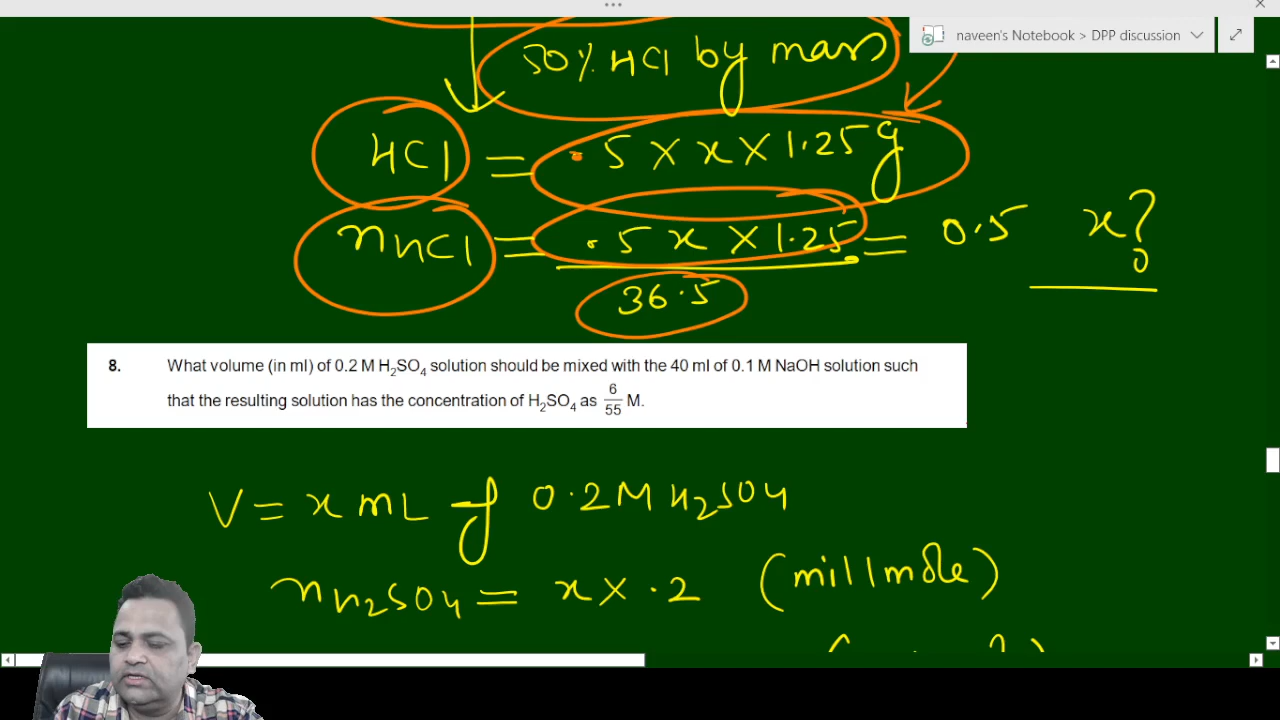 naveen's Notebook > DPP discussion
50% HCl by mass
HCl = .5 X x X 1.25 g
nHCl = .5 x X 1.25 = 0.5 x?
36.5
8. What volume (in ml) of 0.2 M H₂SO₄ solution should be mixed with the 40 ml of 0.1 M NaOH solution such
that the resulting solution has the concentration of H₂SO₄ as 6/55 M.
V = x mL of 0.2 M H₂SO₄
nH₂SO₄ = x X .2 (millmole)